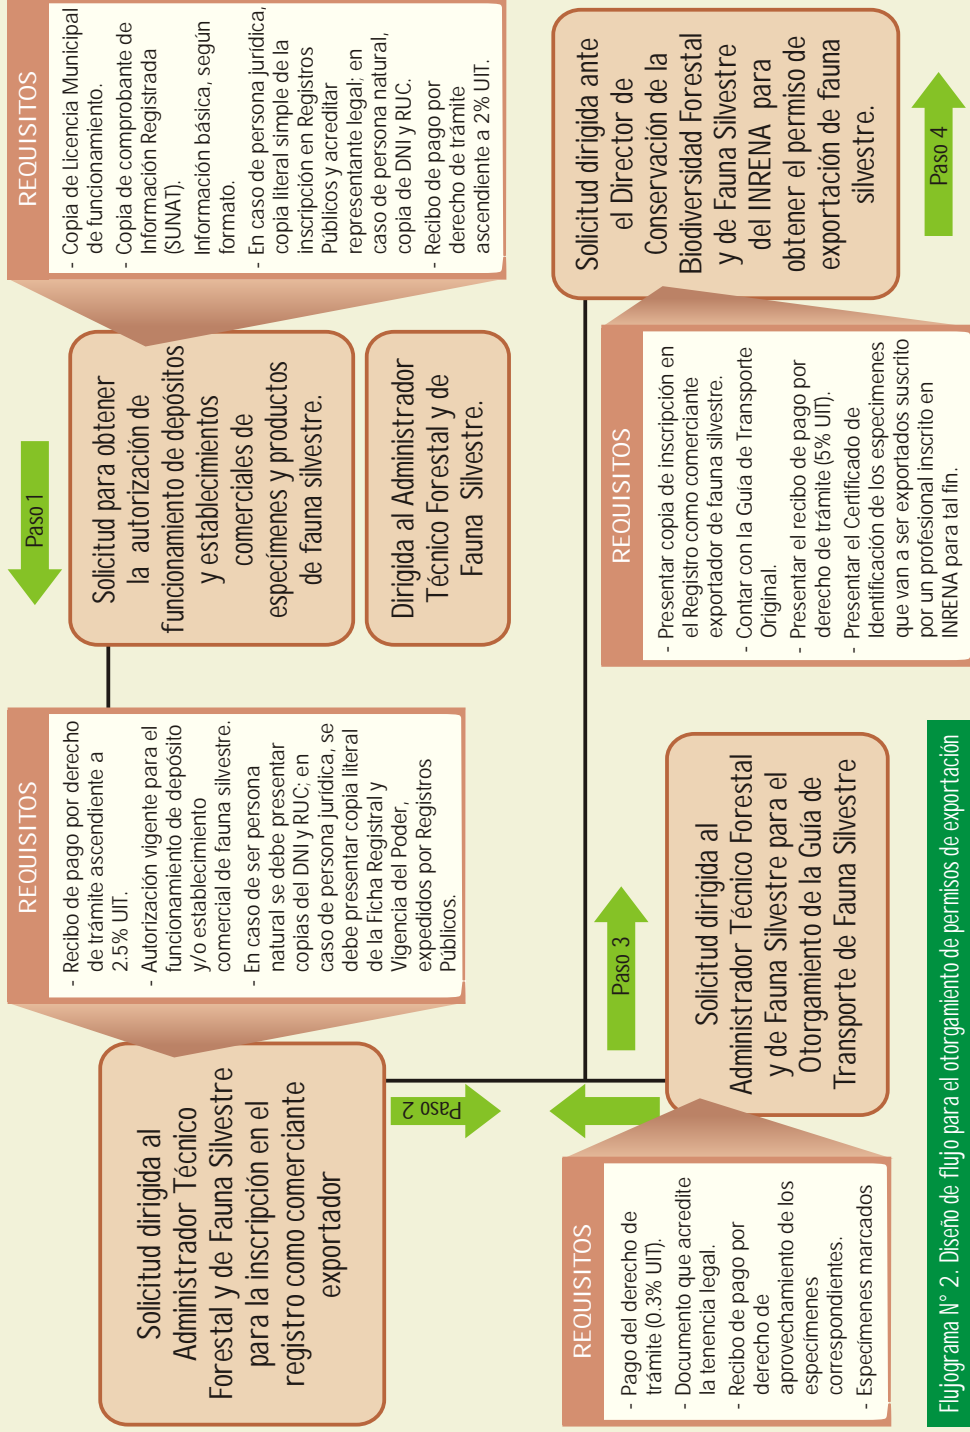 Paso 1
Solicitud para obtener
la autorización de
funcionamiento de depósitos
y establecimientos
comerciales de
especímenes y productos
de fauna silvestre.
Dirigida al Administrador
Técnico Forestal y de
Fauna Silvestre.
REQUISITOS
- Copia de Licencia Municipal
de funcionamiento.
- Copia de comprobante de
Información Registrada
(SUNAT).
Información básica, según
formato.
- En caso de persona jurídica,
copia literal simple de la
inscripción en Registros
Públicos y acreditar
representante legal; en
caso de persona natural,
copia de DNI y RUC.
- Recibo de pago por
derecho de trámite
ascendiente a 2% UIT.
Paso 2
Solicitud dirigida al
Administrador Técnico
Forestal y de Fauna Silvestre
para la inscripción en el
registro como comerciante
exportador
REQUISITOS
- Recibo de pago por derecho
de trámite ascendiente a
2.5% UIT.
- Autorización vigente para el
funcionamiento de depósito
y/o establecimiento
comercial de fauna silvestre.
- En caso de ser persona
natural se debe presentar
copias del DNI y RUC; en
caso de persona jurídica, se
debe presentar copia literal
de la Ficha Registral y
Vigencia del Poder,
expedidos por Registros
Públicos.
Paso 3
Solicitud dirigida al
Administrador Técnico Forestal
y de Fauna Silvestre para el
Otorgamiento de la Guía de
Transporte de Fauna Silvestre
REQUISITOS
- Pago del derecho de
trámite (0.3% UIT).
- Documento que acredite
la tenencia legal.
- Recibo de pago por
derecho de
aprovechamiento de los
especímenes
correspondientes.
- Especímenes marcados
Paso 4
Solicitud dirigida ante
el Director de
Conservación de la
Biodiversidad Forestal
y de Fauna Silvestre
del INRENA para
obtener el permiso de
exportación de fauna
silvestre.
REQUISITOS
- Presentar copia de inscripción en
el Registro como comerciante
exportador de fauna silvestre.
- Contar con la Guía de Transporte
Original.
- Presentar el recibo de pago por
derecho de trámite (5% UIT).
- Presentar el Certificado de
Identificación de los especimenes
que van a ser exportados suscrito
por un profesional inscrito en
INRENA para tal fin.
Flujograma N° 2. Diseño de flujo para el otorgamiento de permisos de exportación